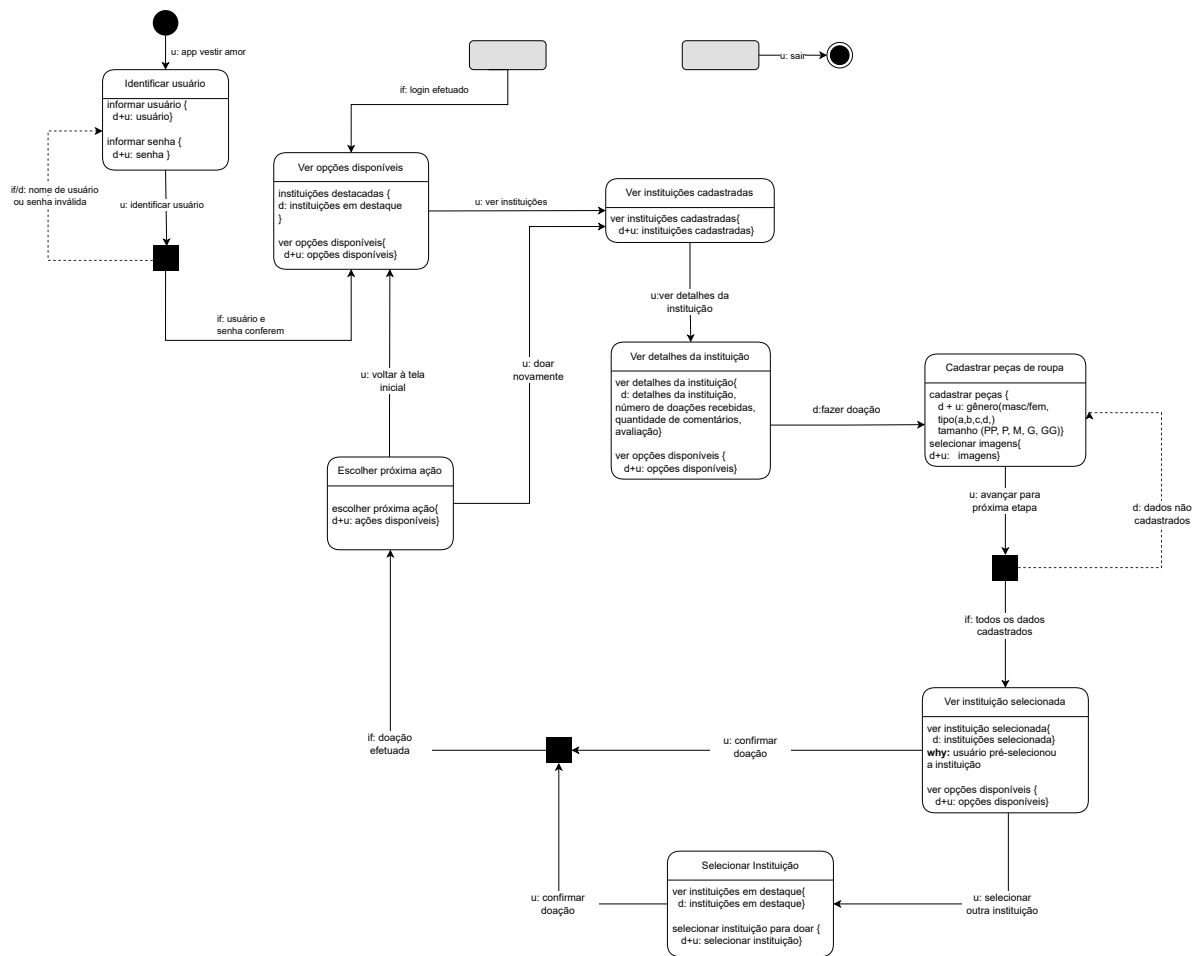 u: app vestir amor
Identificar usuário
informar usuário {
d+u: usuário}
informar senha {
d+u: senha }
if/d: nome de usuário
ou senha inválida
u: identificar usuário
if: usuário e
senha conferem
if: login efetuado
u: sair
Ver opções disponíveis
instituições destacadas {
d: instituições em destaque
}
ver opções disponíveis{
d+u: opções disponíveis}
u: ver instituições
Ver instituições cadastradas
ver instituições cadastradas{
d+u: instituições cadastradas}
u:ver detalhes da
instituição
u: voltar à tela
inicial
u: doar
novamente
Ver detalhes da instituição
ver detalhes da instituição{
d: detalhes da instituição,
número de doações recebidas,
quantidade de comentários,
avaliação}
ver opções disponíveis {
d+u: opções disponíveis}
d:fazer doação
Cadastrar peças de roupa
cadastrar peças {
d + u: gênero(masc/fem,
tipo(a,b,c,d,)
tamanho (PP, P, M, G, GG)}
selecionar imagens{
d+u: imagens}
Escolher próxima ação
escolher próxima ação{
d+u: ações disponíveis}
u: avançar para
próxima etapa
d: dados não
cadastrados
if: todos os dados
cadastrados
Ver instituição selecionada
ver instituição selecionada{
d: instituições selecionada}
why: usuário pré-selecionou
a instituição
ver opções disponíveis {
d+u: opções disponíveis}
if: doação
efetuada
u: confirmar
doação
Selecionar Instituição
ver instituições em destaque{
d: instituições em destaque}
selecionar instituição para doar {
d+u: selecionar instituição}
u: confirmar
doação
u: selecionar
outra instituição